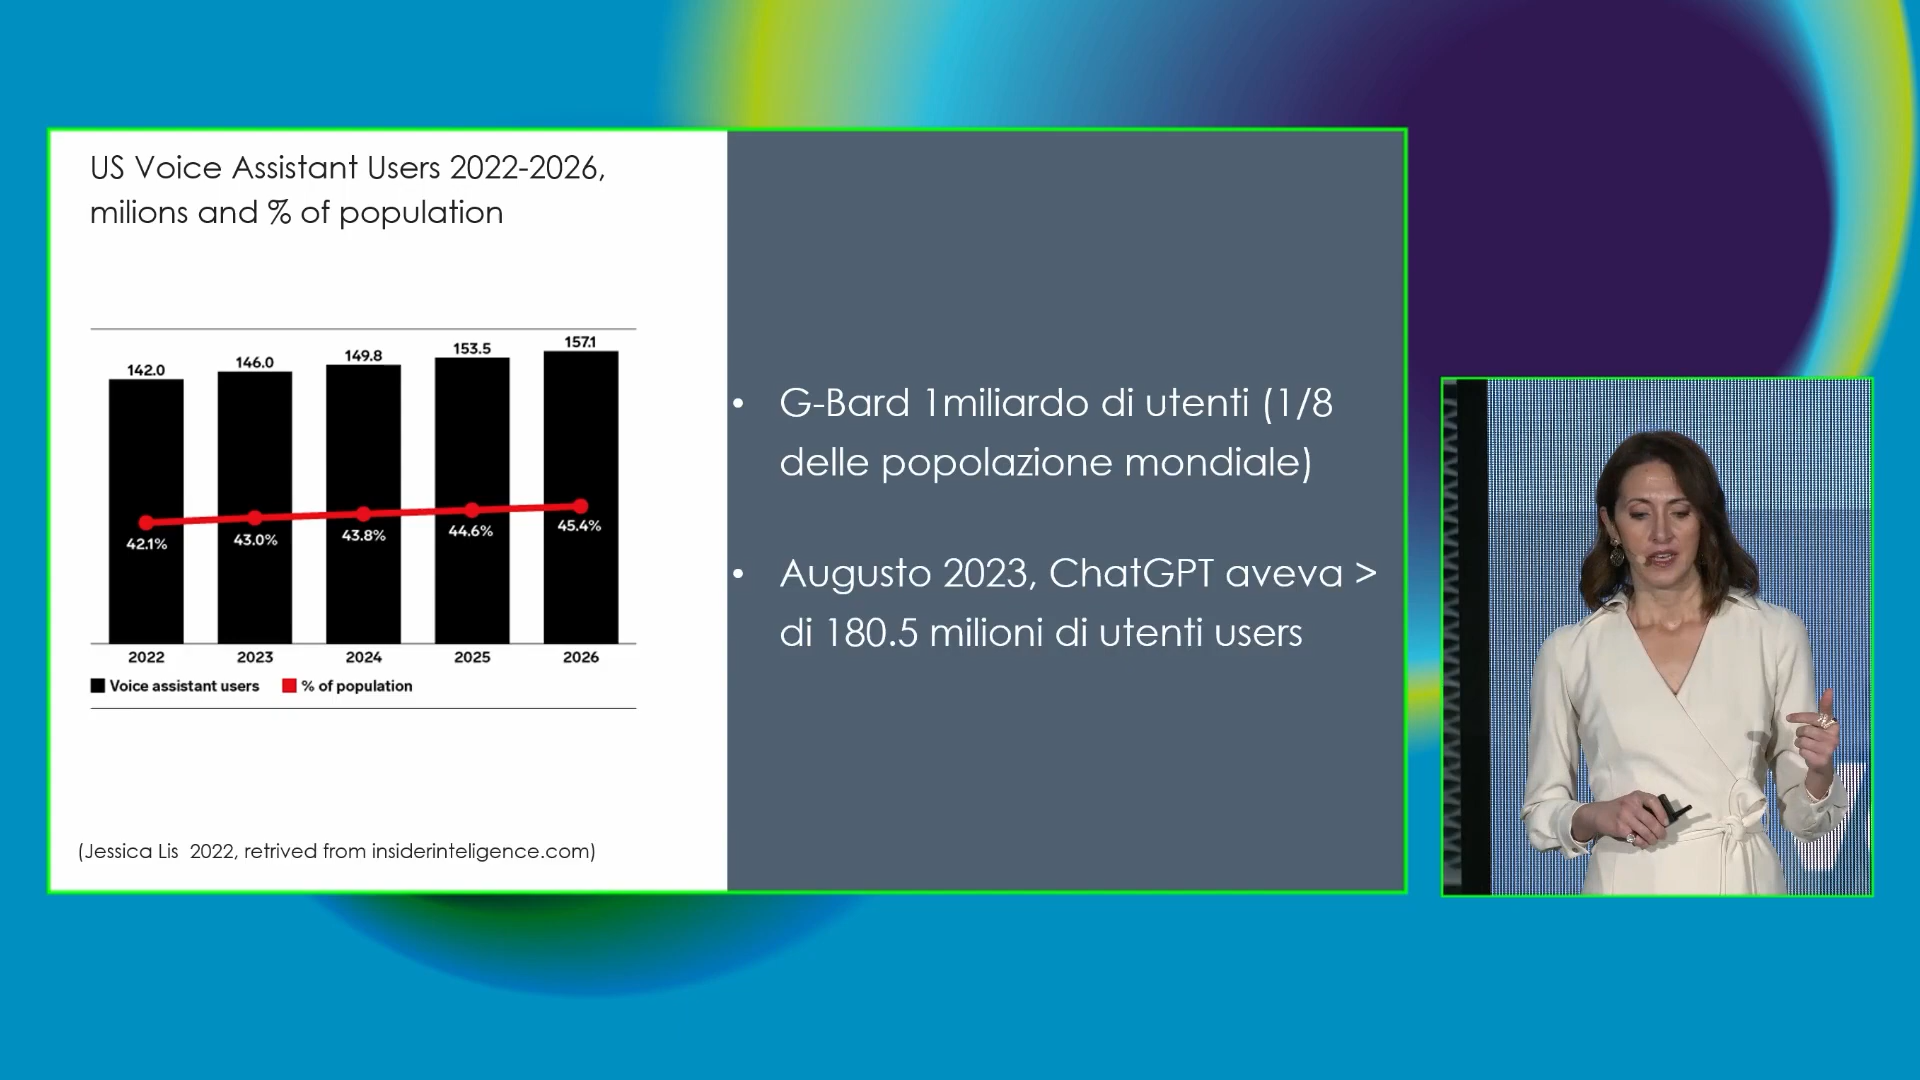 US Voice Assistant Users 2022-2026,
milions and % of population
142.0
146.0
149.8
153.5
157.1
42.1%
43.0%
43.8%
44.6%
45.4%
2022
2023
2024
2025
2026
Voice assistant users
% of population
(Jessica Lis 2022, retrived from insiderinteligence.com)
• G-Bard 1miliardo di utenti (1/8
delle popolazione mondiale)
• Augusto 2023, ChatGPT aveva >
di 180.5 milioni di utenti users